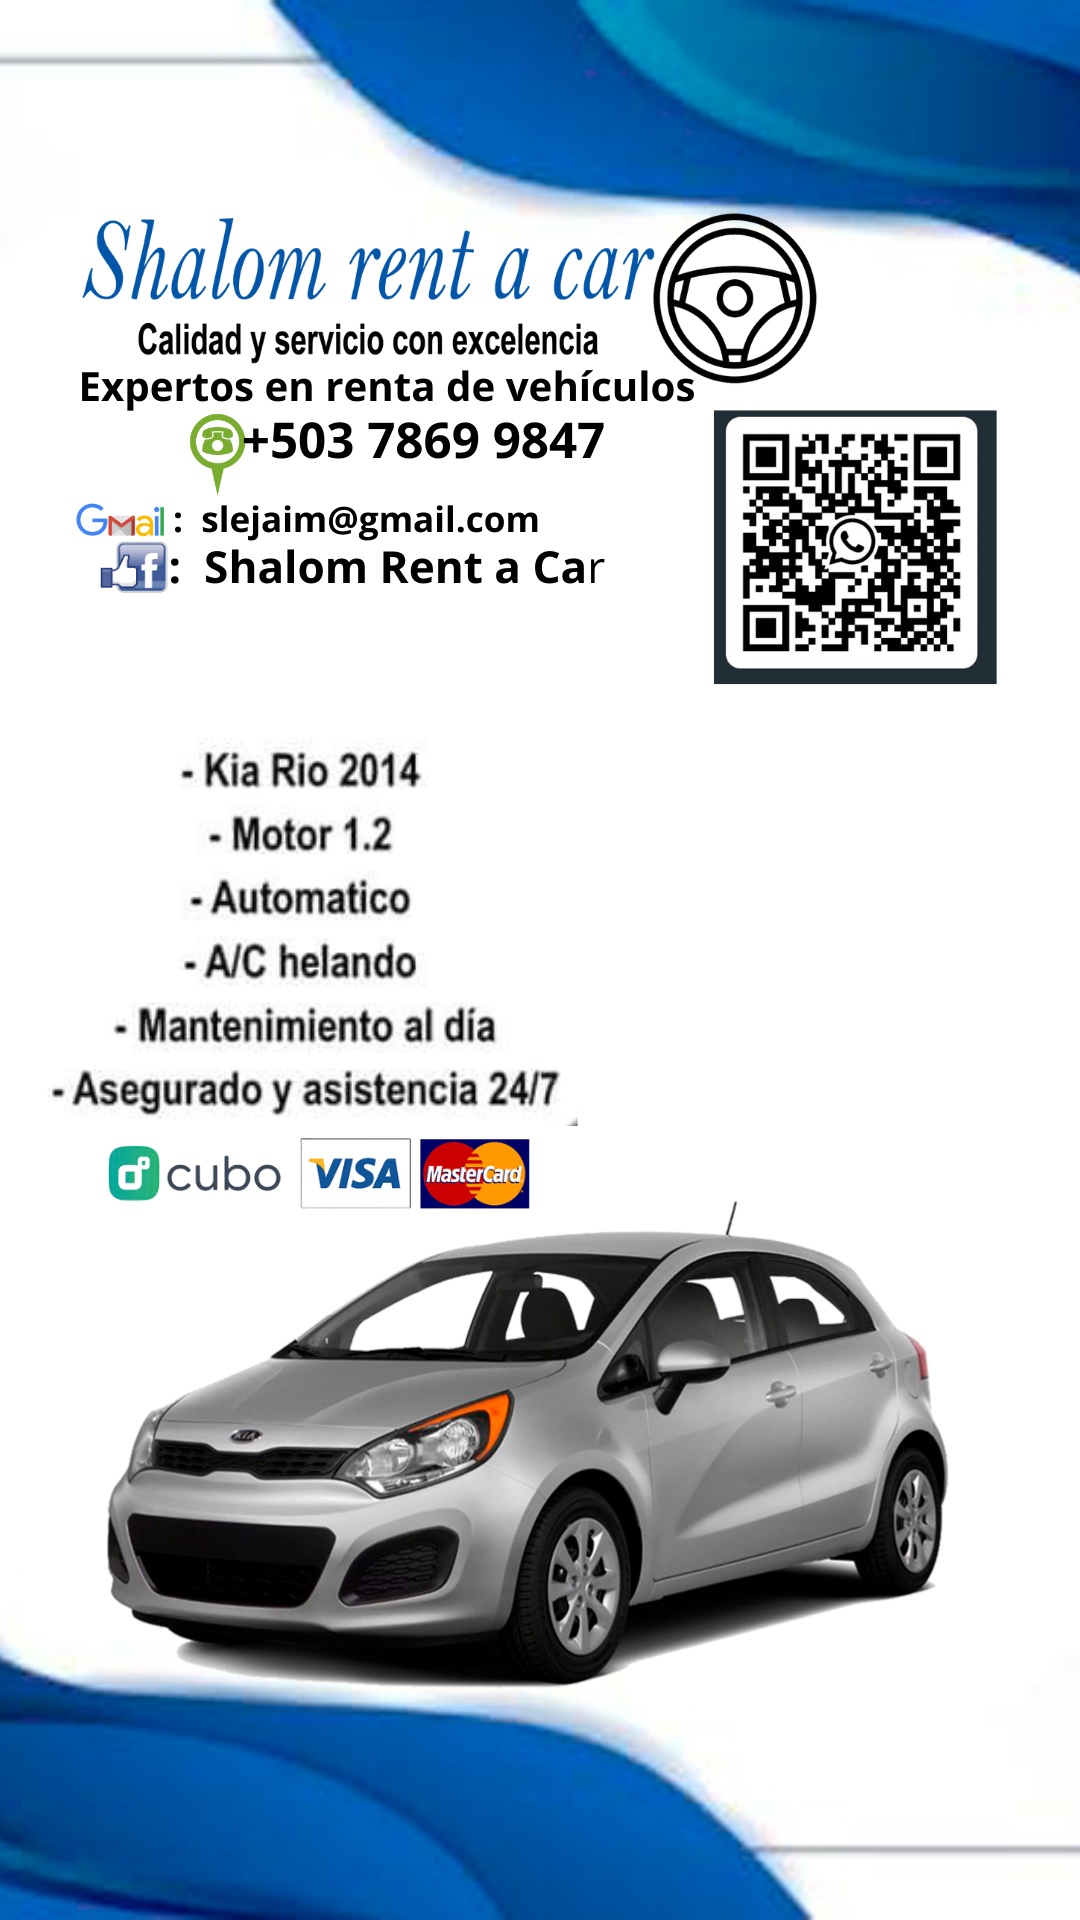 Shalom rent a car
Calidad y servicio con excelencia
Expertos en renta de vehículos
+503 7869 9847
GMail : slejaim@gmail.com
f : Shalom Rent a Car
- Kia Rio 2014
- Motor 1.2
- Automatico
- A/C helando
- Mantenimiento al día
- Asegurado y asistencia 24/7
cubo VISA MasterCard
KIA